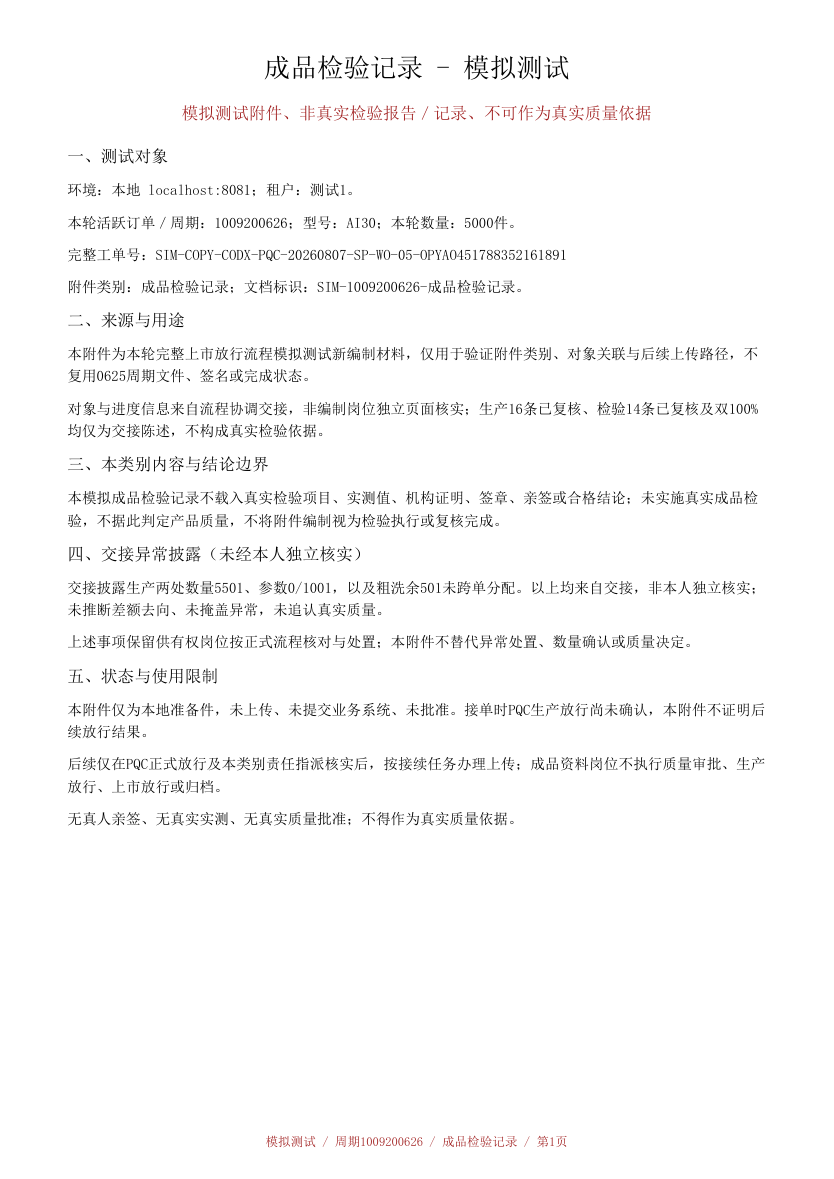 成品检验记录 - 模拟测试
模拟测试附件、非真实检验报告/记录、不可作为真实质量依据
一、测试对象
环境：本地 localhost:8081；租户：测试1。
本轮活跃订单/周期：1009200626；型号：AI30；本轮数量：5000件。
完整工单号：SIM-COPY-CODX-PQC-20260807-SP-WO-05-OPYAO451788352161891
附件类别：成品检验记录；文档标识：SIM-1009200626-成品检验记录。
二、来源与用途
本附件为本轮完整上市放行流程模拟测试新编制材料，仅用于验证附件类别、对象关联与后续上传路径，不
复用0625周期文件、签名或完成状态。
对象与进度信息来自流程协调交接，非编制岗位独立页面核实；生产16条已复核、检验14条已复核及双100%
均仅为交接陈述，不构成真实检验依据。
三、本类别内容与结论边界
本模拟成品检验记录不载入真实检验项目、实测值、机构证明、签章、亲签或合格结论；未实施真实成品检
验，不据此判定产品质量，不将附件编制视为检验执行或复核完成。
四、交接异常披露（未经本人独立核实）
交接披露生产两处数量5501、参数0/1001，以及粗洗余501未跨单分配。以上均来自交接，非本人独立核实；
未推断差额去向、未掩盖异常，未追认真实质量。
上述事项保留供有权岗位按正式流程核对与处置；本附件不替代异常处置、数量确认或质量决定。
五、状态与使用限制
本附件仅为本地准备件，未上传、未提交业务系统、未批准。接单时PQC生产放行尚未确认，本附件不证明后
续放行结果。
后续仅在PQC正式放行及本类别责任指派核实后，按接续任务办理上传；成品资料岗位不执行质量审批、生产
放行、上市放行或归档。
无真人亲签、无真实实测、无真实质量批准；不得作为真实质量依据。
模拟测试 / 周期1009200626 / 成品检验记录 / 第1页